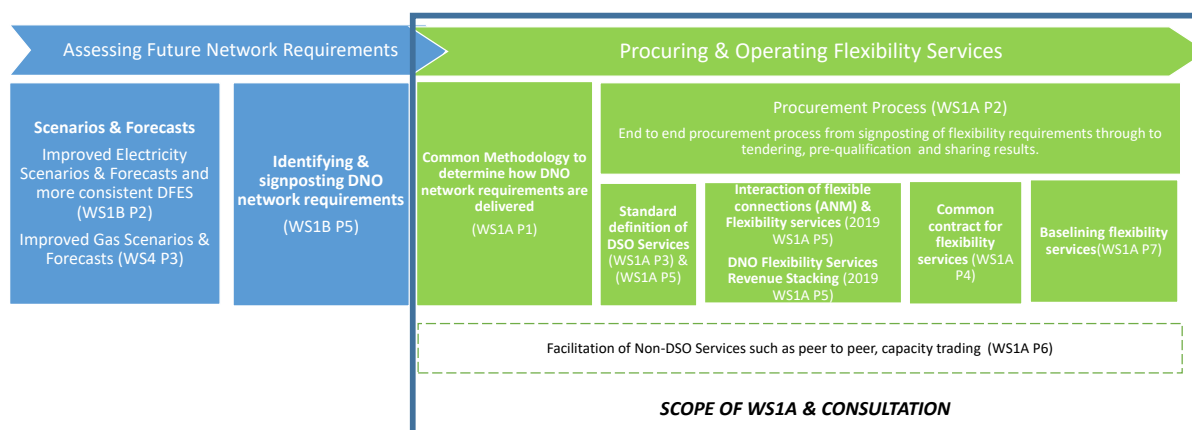 Assessing Future Network Requirements
Procuring & Operating Flexibility Services
Scenarios & Forecasts
Improved Electricity
Scenarios & Forecasts and
more consistent DFES
(WS1B P2)
Improved Gas Scenarios &
Forecasts (WS4 P3)
Identifying &
signposting DNO
network requirements
(WS1B P5)
Common Methodology to
determine how DNO
network requirements are
delivered
(WS1A P1)
Procurement Process (WS1A P2)
End to end procurement process from signposting of flexibility requirements through to
tendering, pre-qualification and sharing results.
Standard
definition of
DSO Services
(WS1A P3) &
(WS1A P5)
Interaction of flexible
connections (ANM) &
Flexibility services (2019
WS1A P5)
DNO Flexibility Services
Revenue Stacking (2019
WS1A P5)
Common
contract for
flexibility
services (WS1A
P4)
Baselining flexibility
services(WS1A P7)
Facilitation of Non-DSO Services such as peer to peer, capacity trading (WS1A P6)
SCOPE OF WS1A & CONSULTATION